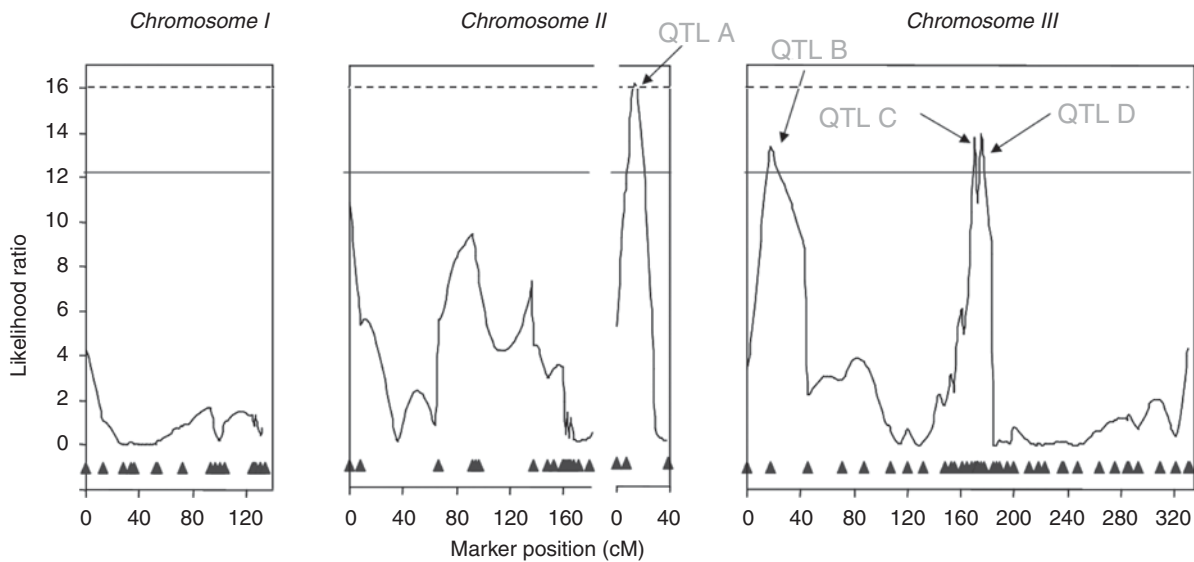 Chromosome I
Chromosome II
Chromosome III
QTL A
QTL B
QTL C
QTL D
Likelihood ratio
16
14
12
10
8
6
4
2
0
0 40 80 120
0 40 80 120 160
0 40
0 40 80 120 160 200 240 280 320
Marker position (cM)